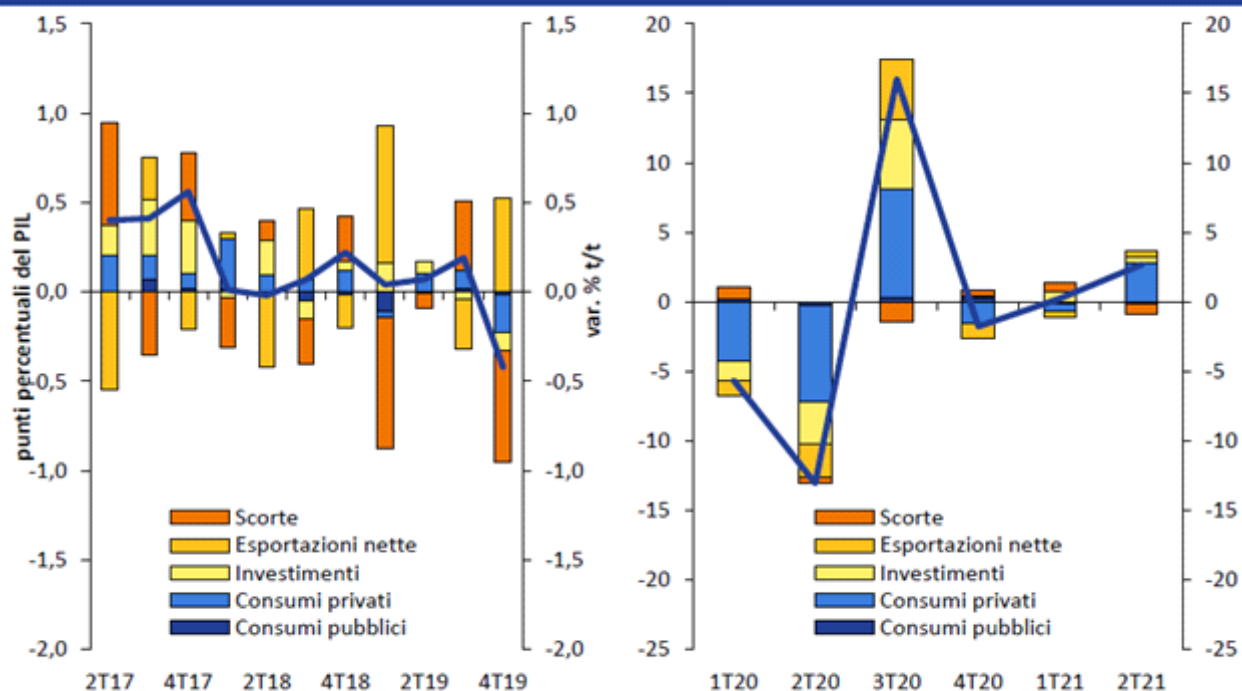 1,5
1,0
0,5
0,0
-0,5
-1,0
-1,5
-2,0
punti percentuali del PIL
1,5
1,0
0,5
0,0
-0,5
-1,0
-1,5
-2,0
var. % t/t
Scorte
Esportazioni nette
Investimenti
Consumi privati
Consumi pubblici
2T17 4T17 2T18 4T18 2T19 4T19
20
15
10
5
0
-5
-10
-15
-20
-25
20
15
10
5
0
-5
-10
-15
-20
-25
Scorte
Esportazioni nette
Investimenti
Consumi privati
Consumi pubblici
1T20 2T20 3T20 4T20 1T21 2T21